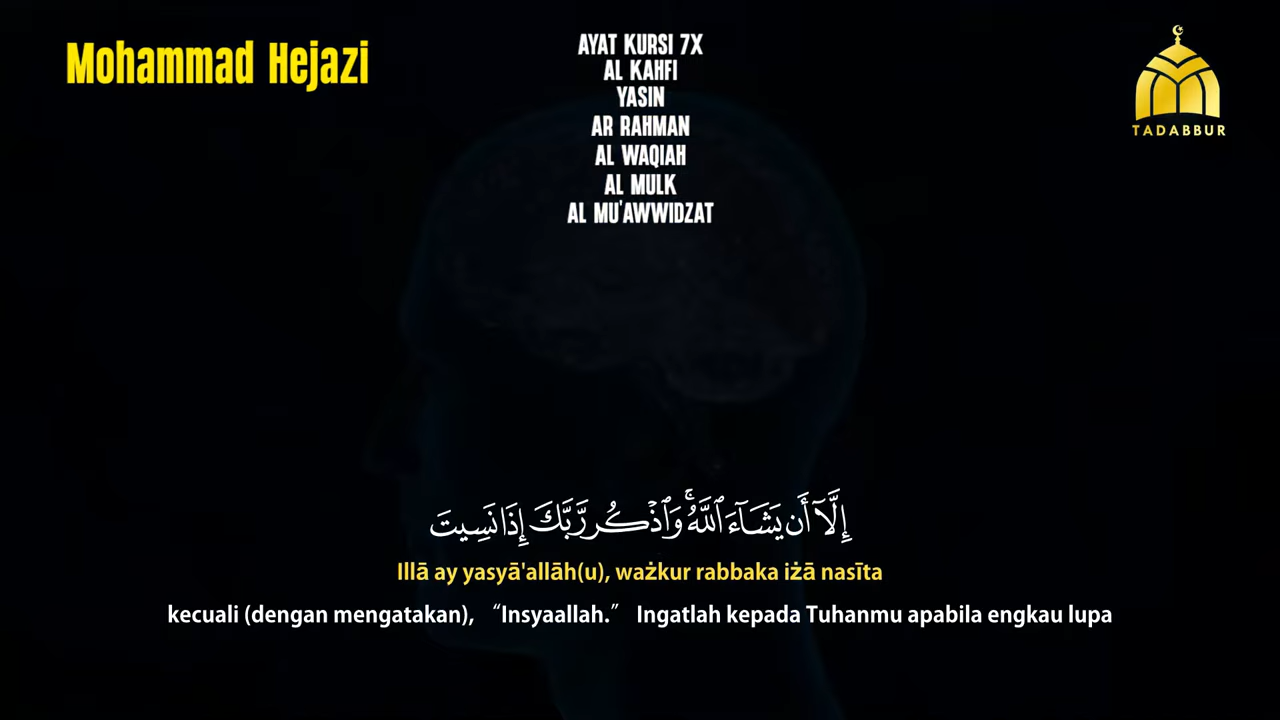 Mohammad Hejazi
AYAT KURSI 7X
AL KAHFI
YASIN
AR RAHMAN
AL WAQIAH
AL MULK
AL MU'AWWIDZAT
TADABBUR
إِلَّآ أَن يَشَآءَ ٱللَّهُ ۚ وَٱذْكُر رَّبَّكَ إِذَا نَسِيتَ
Illā ay yasyā'allāh(u), ważkur rabbaka iżā nasīta
kecuali (dengan mengatakan), “Insyaallah.” Ingatlah kepada Tuhanmu apabila engkau lupa